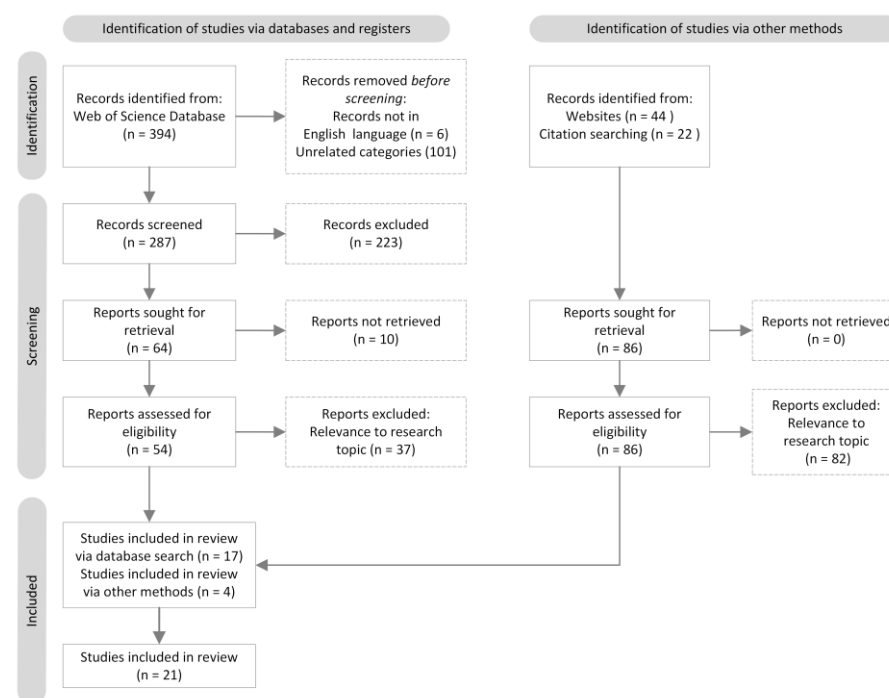 Identification of studies via databases and registers
Identification of studies via other methods
Identification
Records identified from:
Web of Science Database
(n = 394)
Records removed before
screening:
Records not in
English language (n = 6)
Unrelated categories (101)
Records identified from:
Websites (n = 44 )
Citation searching (n = 22 )
Screening
Records screened
(n = 287)
Records excluded
(n = 223)
Reports sought for
retrieval
(n = 64)
Reports not retrieved
(n = 10)
Reports sought for
retrieval
(n = 86)
Reports not retrieved
(n = 0)
Reports assessed for
eligibility
(n = 54)
Reports excluded:
Relevance to research
topic (n = 37)
Reports assessed for
eligibility
(n = 86)
Reports excluded:
Relevance to
research topic
(n = 82)
Included
Studies included in review
via database search (n = 17)
Studies included in review
via other methods (n = 4)
Studies included in review
(n = 21)